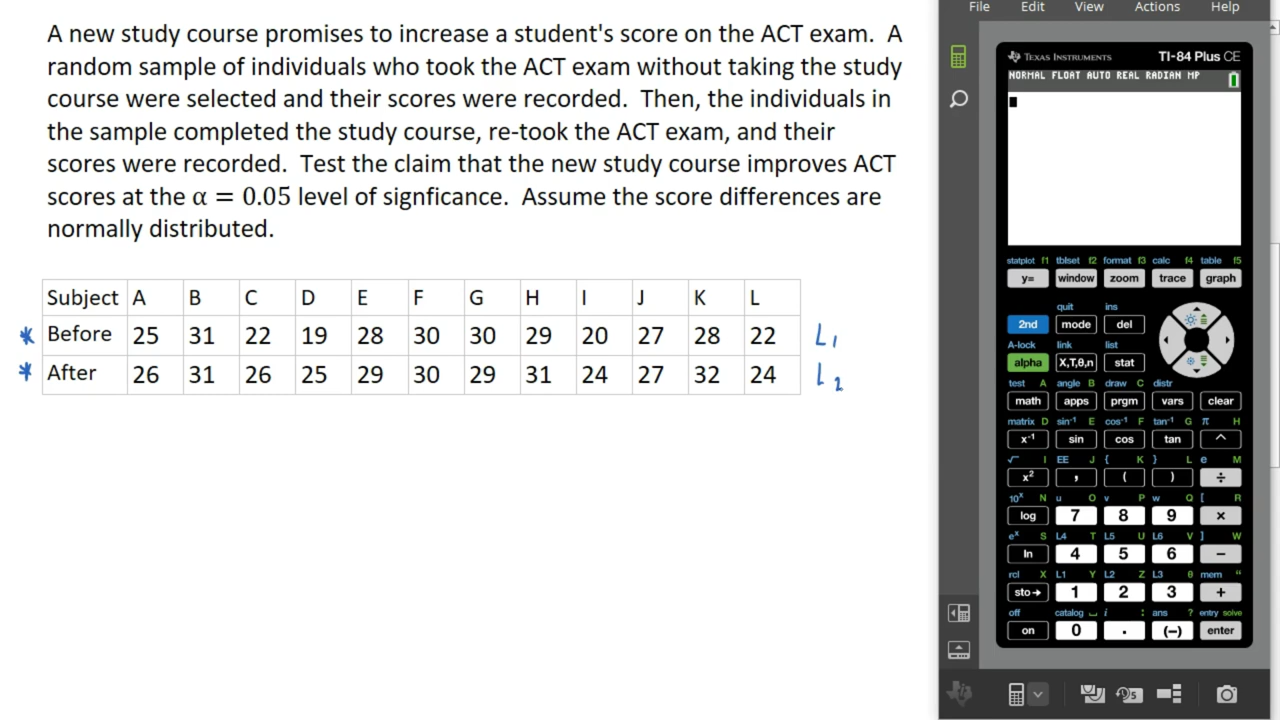 File Edit View Actions Help
A new study course promises to increase a student's score on the ACT exam. A
random sample of individuals who took the ACT exam without taking the study
course were selected and their scores were recorded. Then, the individuals in
the sample completed the study course, re-took the ACT exam, and their
scores were recorded. Test the claim that the new study course improves ACT
scores at the α = 0.05 level of signficance. Assume the score differences are
normally distributed.
Subject A B C D E F G H I J K L
* Before 25 31 22 19 28 30 30 29 20 27 28 22 L₁
* After 26 31 26 25 29 30 29 31 24 27 32 24 L₂
TEXAS INSTRUMENTS TI-84 Plus CE
NORMAL FLOAT AUTO REAL RADIAN MP
statplot f1 tblset f2 format f3 calc f4 table f5
y= window zoom trace graph
quit ins
2nd mode del
A-lock link list
alpha X,T,θ,n stat
test A angle B draw C distr
math apps prgm vars clear
matrix D sin⁻¹ E cos⁻¹ F tan⁻¹ G π H
x⁻¹ sin cos tan ^
√ I EE J { K } L e M
x² , ( ) ÷
10ˣ N u O v P w Q [ R
log 7 8 9 ×
eˣ S L4 T L5 U L6 V ] W
ln 4 5 6 −
rcl X L1 Y L2 Z L3 θ mem "
sto→ 1 2 3 +
off catalog ⎵ i : ans ? entry solve
on 0 . (−) enter